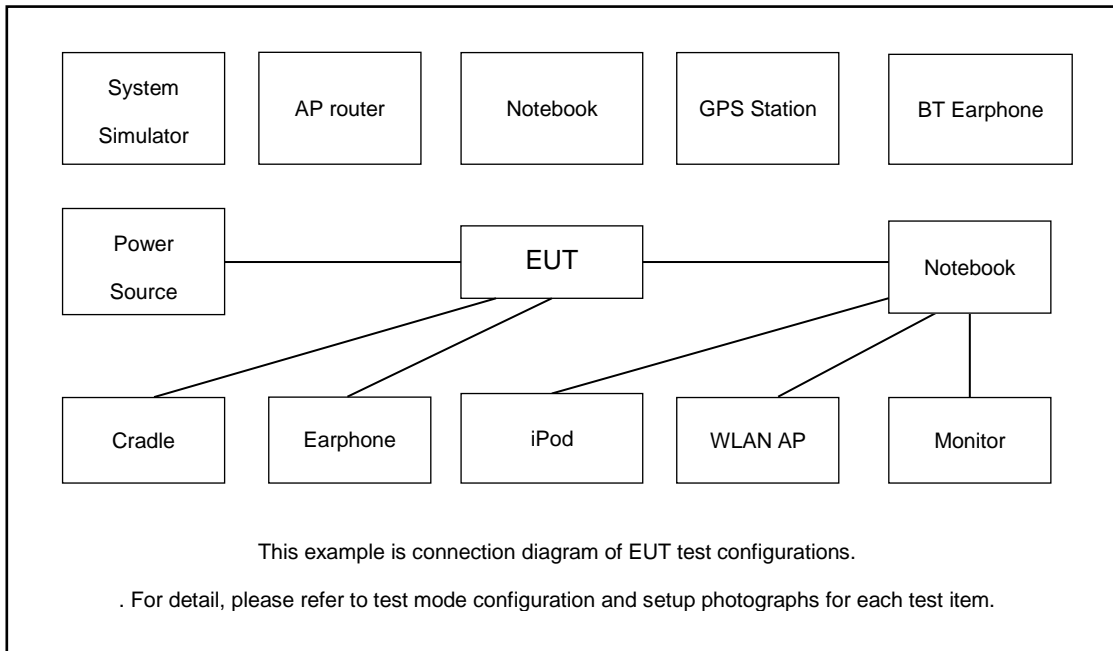 System
Simulator
AP router
Notebook
GPS Station
BT Earphone
Power
Source
EUT
Notebook
Cradle
Earphone
iPod
WLAN AP
Monitor
This example is connection diagram of EUT test configurations.
. For detail, please refer to test mode configuration and setup photographs for each test item.